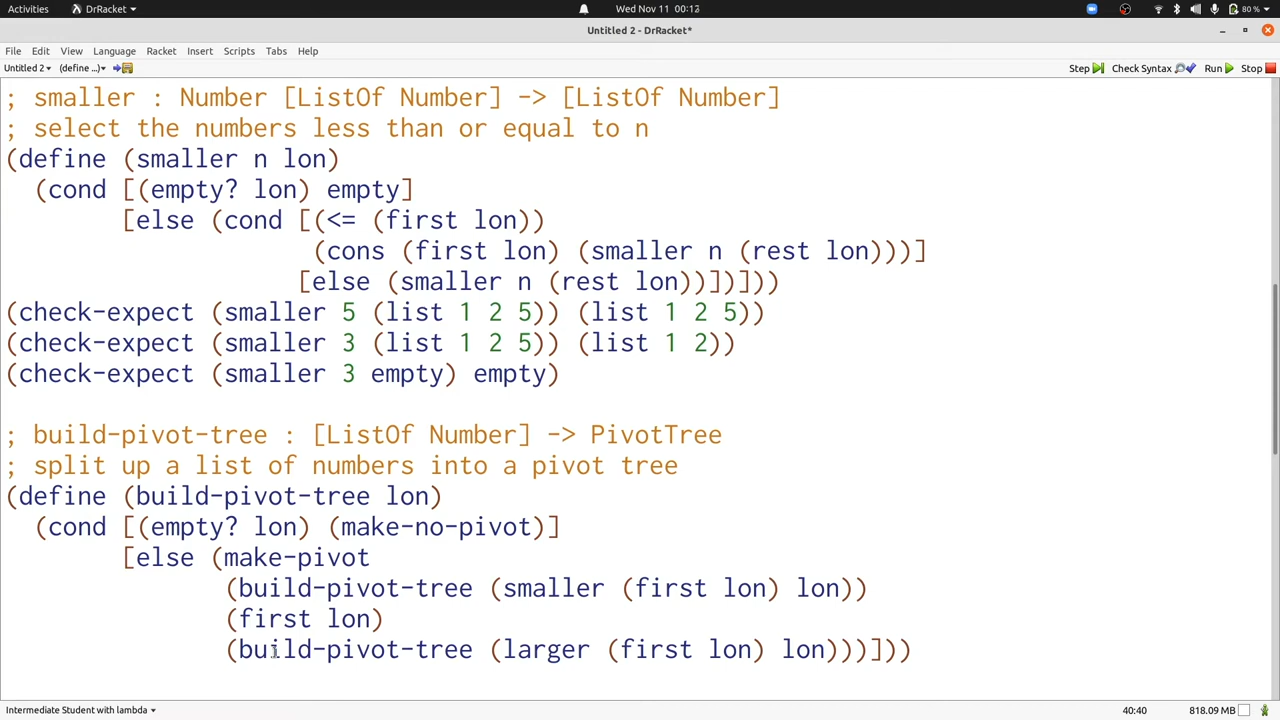 Activities DrRacket Wed Nov 11 00:12 80 %
Untitled 2 - DrRacket*
File Edit View Language Racket Insert Scripts Tabs Help
Untitled 2 (define ...) Step Check Syntax Run Stop
; smaller : Number [ListOf Number] -> [ListOf Number]
; select the numbers less than or equal to n
(define (smaller n lon)
  (cond [(empty? lon) empty]
        [else (cond [(<= (first lon))
                     (cons (first lon) (smaller n (rest lon)))]
                    [else (smaller n (rest lon))])]))
(check-expect (smaller 5 (list 1 2 5)) (list 1 2 5))
(check-expect (smaller 3 (list 1 2 5)) (list 1 2))
(check-expect (smaller 3 empty) empty)
; build-pivot-tree : [ListOf Number] -> PivotTree
; split up a list of numbers into a pivot tree
(define (build-pivot-tree lon)
  (cond [(empty? lon) (make-no-pivot)]
        [else (make-pivot
               (build-pivot-tree (smaller (first lon) lon))
               (first lon)
               (build-pivot-tree (larger (first lon) lon)))]))
Intermediate Student with lambda 40:40 818.09 MB